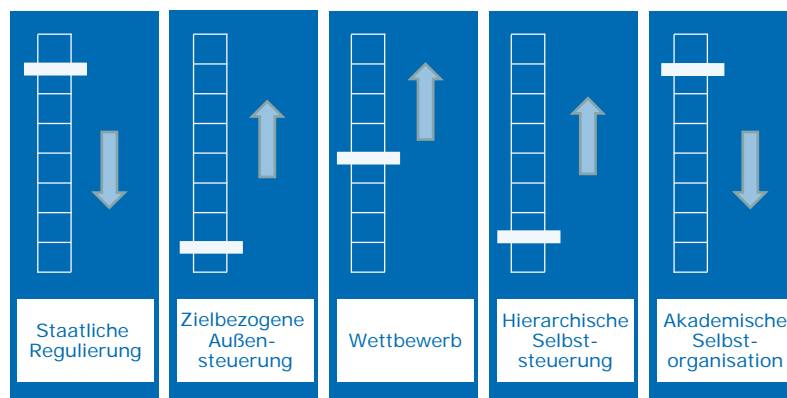 Staatliche
Regulierung
Zielbezogene
Außen-
steuerung
Wettbewerb
Hierarchische
Selbst-
steuerung
Akademische
Selbst-
organisation